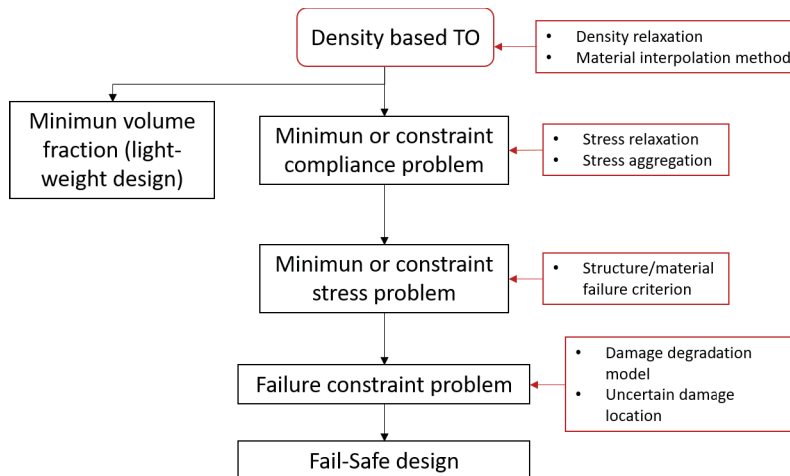 Density based TO
• Density relaxation
• Material interpolation method
Minimun volume
fraction (light-
weight design)
Minimun or constraint
compliance problem
• Stress relaxation
• Stress aggregation
Minimun or constraint
stress problem
• Structure/material
failure criterion
Failure constraint problem
• Damage degradation
model
• Uncertain damage
location
Fail-Safe design